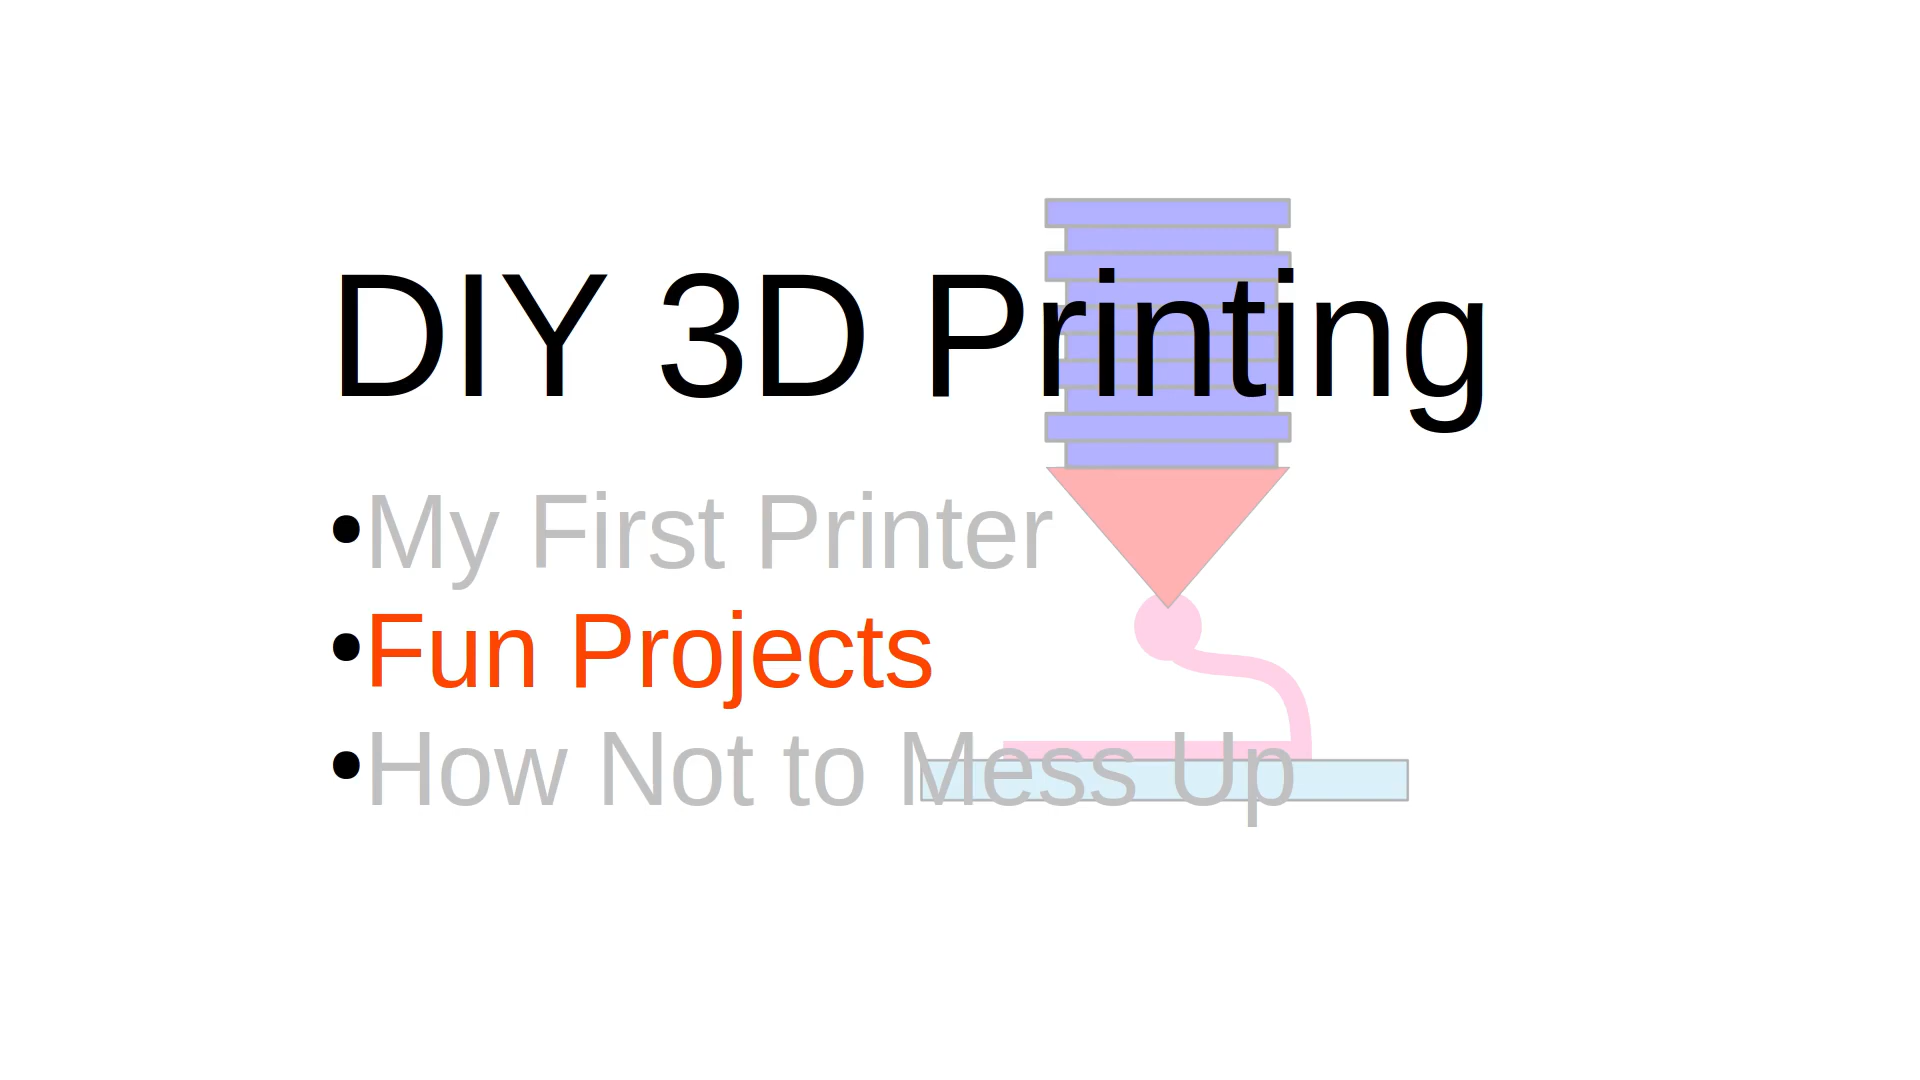 DIY 3D Printing
•My First Printer
•Fun Projects
•How Not to Mess Up